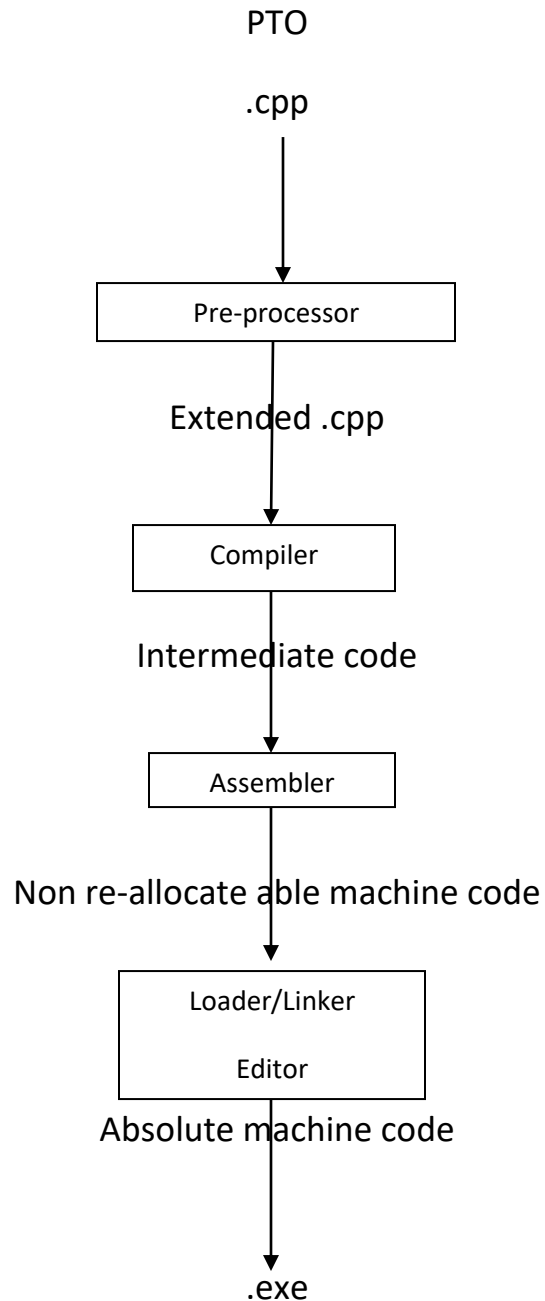 PTO
.cpp
Pre-processor
Extended .cpp
Compiler
Intermediate code
Assembler
Non re-allocate able machine code
Loader/Linker
Editor
Absolute machine code
.exe